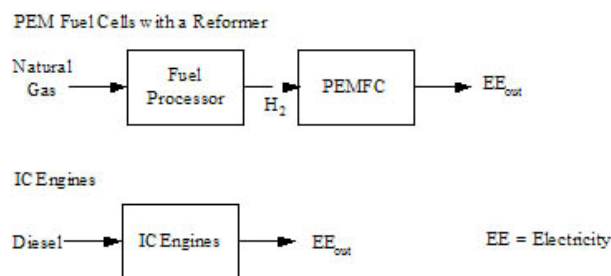 PEM Fuel Cells with a Reformer
Natural
Gas
Fuel
Processor
H2
PEMFC
EEout
IC Engines
Diesel
IC Engines
EEout
EE = Electricity